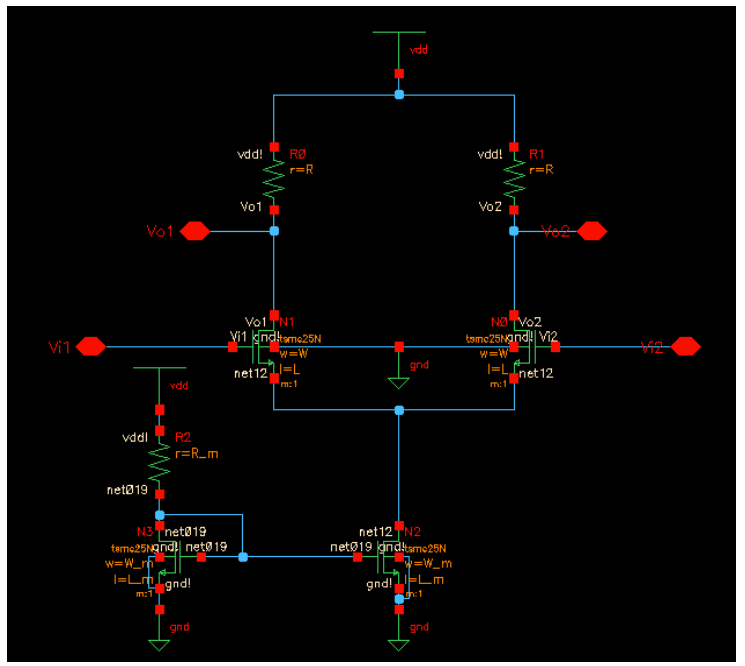 vdd
vdd!
R0
r=R
Vo1
vdd!
R1
r=R
Vo2
Vo1
Vo2
Vi1
Vi1
Vo1
N1
gnd!
tsmc25N
w=W
l=L
m:1
net12
gnd
N0
Vo2
gnd!
Vi2
tsmc25N
w=W
l=L
m:1
net12
Vi2
vdd
vdd!
R2
r=R_m
net019
N3
net019
gnd!
net019
tsmc25N
w=W_m
l=L_m
m:1
gnd!
gnd
net12
N2
net019
gnd!
tsmc25N
w=W_m
l=L_m
m:1
gnd!
gnd